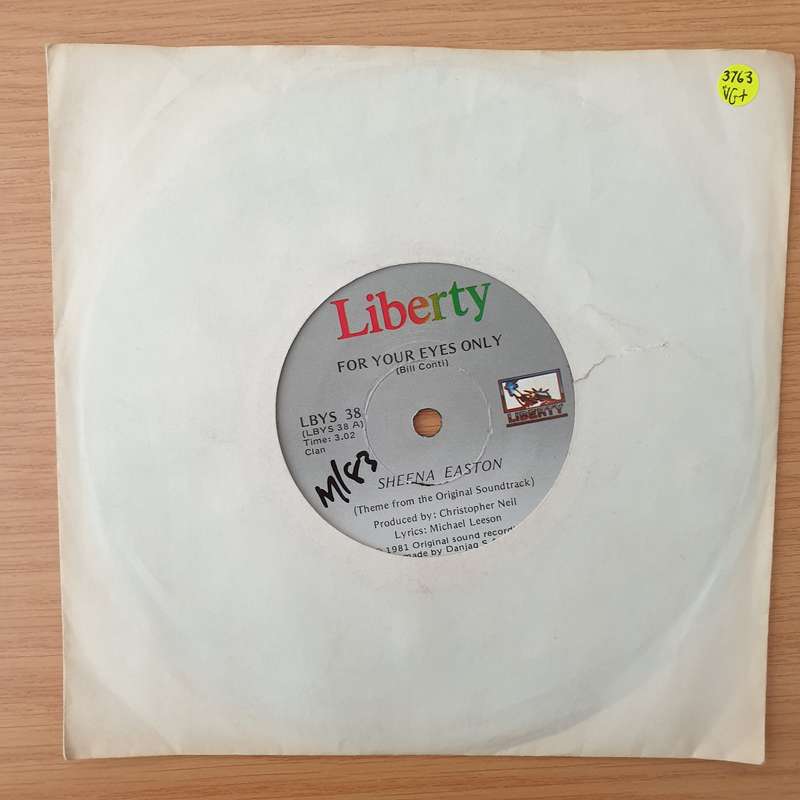 3763
VG+
Liberty
FOR YOUR EYES ONLY
(Bill Conti)
LIBERTY
LBYS 38
(LBYS 38 A)
Time: 3.02
Clan
M/83
SHEENA EASTON
(Theme from the Original Soundtrack)
Produced by: Christopher Neil
Lyrics: Michael Leeson
1981 Original sound recordi
made by Danjaq S